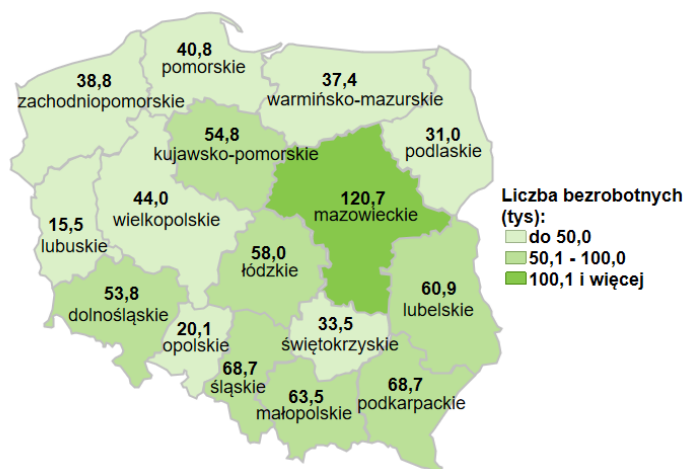 40,8
pomorskie
38,8
zachodniopomorskie
37,4
warmińsko-mazurskie
54,8
kujawsko-pomorskie
31,0
podlaskie
44,0
wielkopolskie
120,7
mazowieckie
15,5
lubuskie
58,0
łódzkie
53,8
dolnośląskie
60,9
lubelskie
20,1
opolskie
33,5
świętokrzyskie
68,7
śląskie
63,5
małopolskie
68,7
podkarpackie
Liczba bezrobotnych
(tys):
do 50,0
50,1 - 100,0
100,1 i więcej